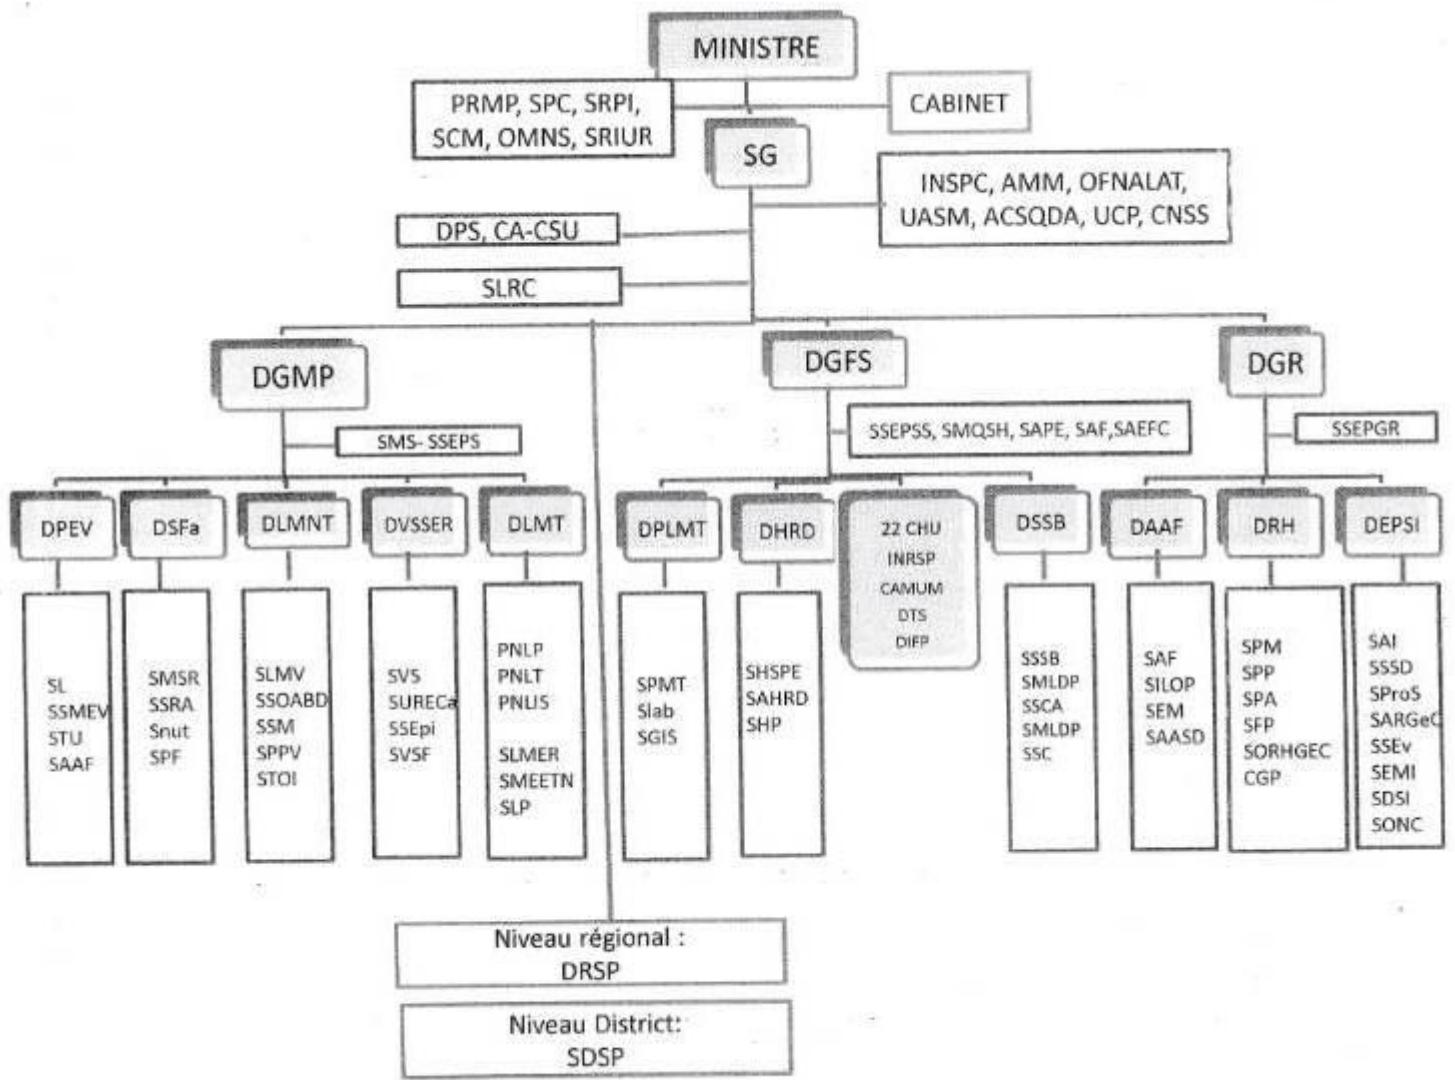 MINISTRE
PRMP, SPC, SRPI,
SCM, OMNS, SRIUR
CABINET
SG
INSPC, AMM, OFNALAT,
UASM, ACSQDA, UCP, CNSS
DPS, CA-CSU
SLRC
DGMP
DGFS
DGR
SMS- SSEPS
SSEPSS, SMQSH, SAPE, SAF,SAEFC
SSEPGR
DPEV
DSFa
DLMNT
DVSSER
DLMT
DPLMT
DHRD
22 CHU
INRSP
CAMUM
DTS
DIFP
DSSB
DAAF
DRH
DEPSI
SL
SSMEV
STU
SAAF
SMSR
SSRA
Snut
SPF
SLMV
SSOABD
SSM
SPPV
STOI
SVS
SURECa
SSEpi
SVSF
PNLP
PNLT
PNLIS
SLMER
SMEETN
SLP
SPMT
Slab
SGIS
SHSPE
SAHRD
SHP
SSSB
SMLDP
SSCA
SMLDP
SSC
SAF
SILOP
SEM
SAASD
SPM
SPP
SPA
SFP
SORHGEC
CGP
SAI
SSSD
SProS
SARGeC
SSEv
SEMI
SDSI
SONC
Niveau régional :
DRSP
Niveau District:
SDSP